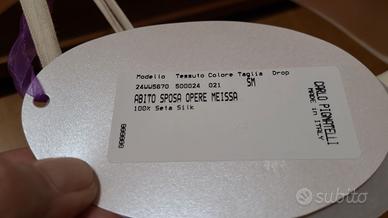 Modello Tessuto Colore Taglia Drop
24WW5670 500024 021 SM
ABITO SPOSA OPERE MEISSA
100% Seta Silk
CARLO PIGNATELLI
MADE in ITALY
subito